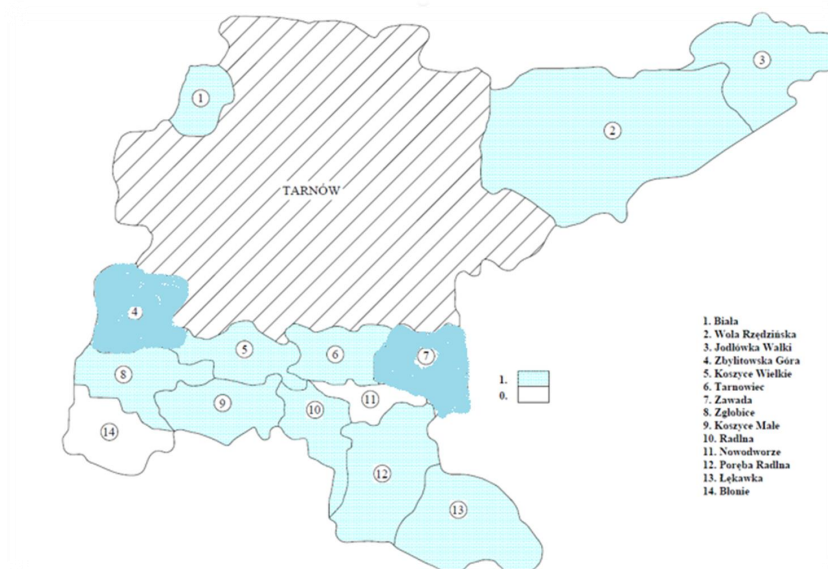 3
1
2
TARNÓW
4
5
6
7
8
9
10
11
14
12
13
1.
0.
1. Biała
2. Wola Rzędzińska
3. Jodłówka Wałki
4. Zbylitowska Góra
5. Koszyce Wielkie
6. Tarnowiec
7. Zawada
8. Zgłobice
9. Koszyce Małe
10. Radlna
11. Nowodworze
12. Poręba Radlna
13. Łękawka
14. Błonie